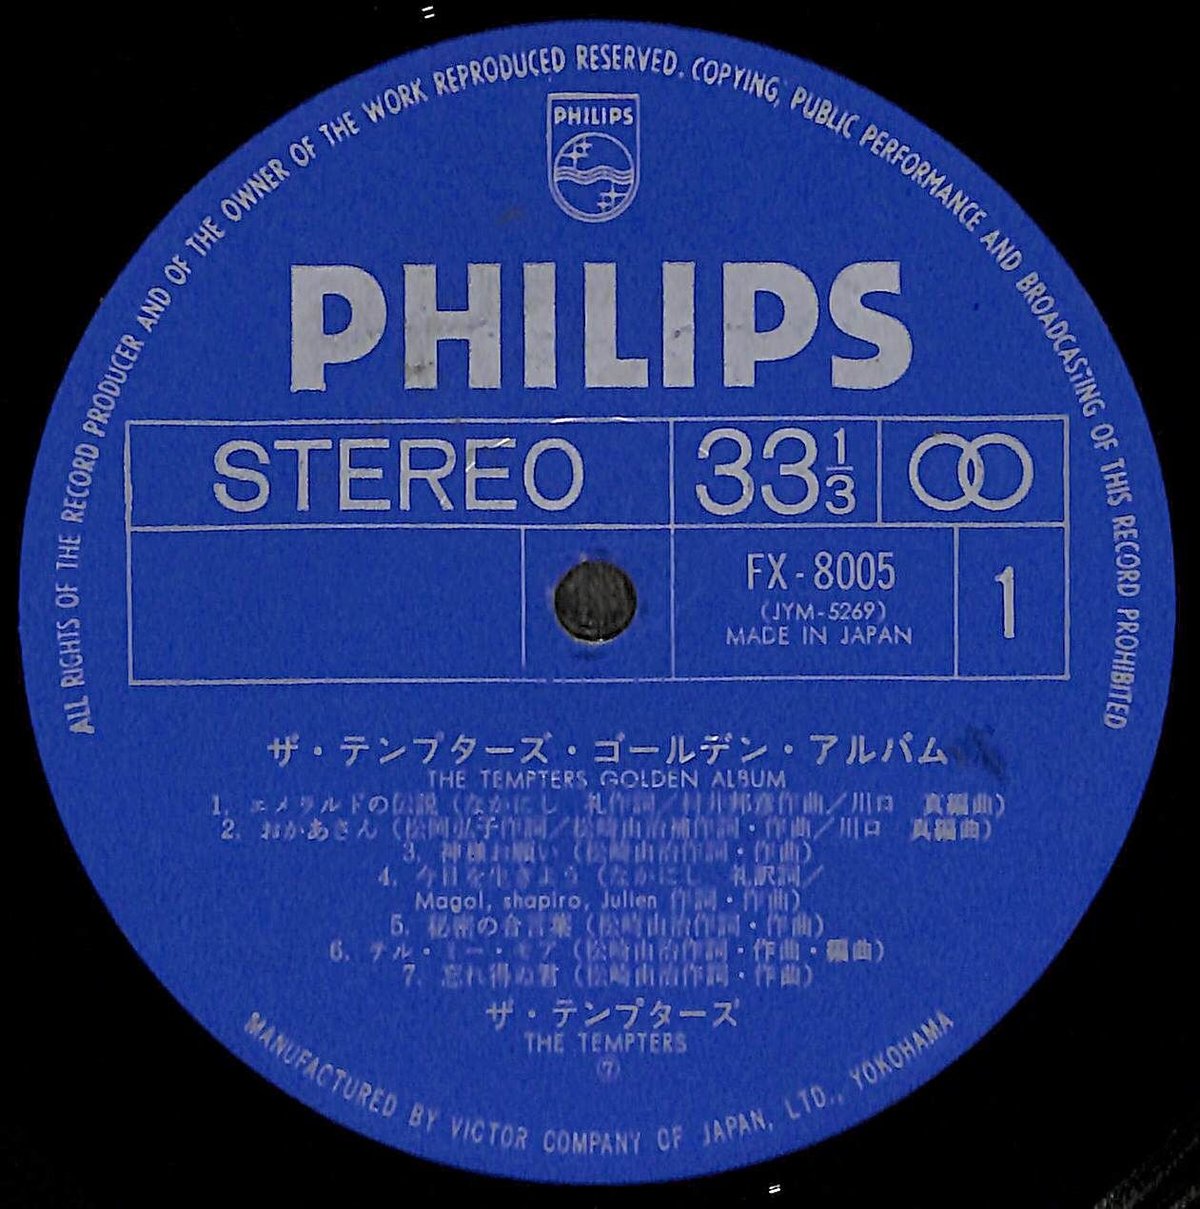 ALL RIGHTS OF THE RECORD PRODUCER AND OF THE OWNER OF THE WORK REPRODUCED RESERVED. COPYING, PUBLIC PERFORMANCE AND BROADCASTING OF THIS RECORD PROHIBITED
PHILIPS
PHILIPS
STEREO 33 1/3
FX-8005
(JYM-5269)
MADE IN JAPAN
1
ザ・テンプターズ・ゴールデン・アルバム
THE TEMPTERS GOLDEN ALBUM
1. エメラルドの伝説(なかにし 礼作詞/村井邦彦作曲/川口 真編曲)
2. おかあさん(松崎由治補作詞・作曲/川口 真編曲)
3. 神様お願い(松崎由治作詞・作曲)
4. 今日を生きよう(なかにし 礼訳詞/
Magol, shapiro, Julien 作詞・作曲)
5. 秘密の合言葉(松崎由治作詞・作曲)
6. テル・ミー・モア(松崎由治作詞・作曲・編曲)
7. 忘れ得ぬ君(松崎由治作詞・作曲)
ザ・テンプターズ
THE TEMPTERS
⑦
MANUFACTURED BY VICTOR COMPANY OF JAPAN, LTD., YOKOHAMA